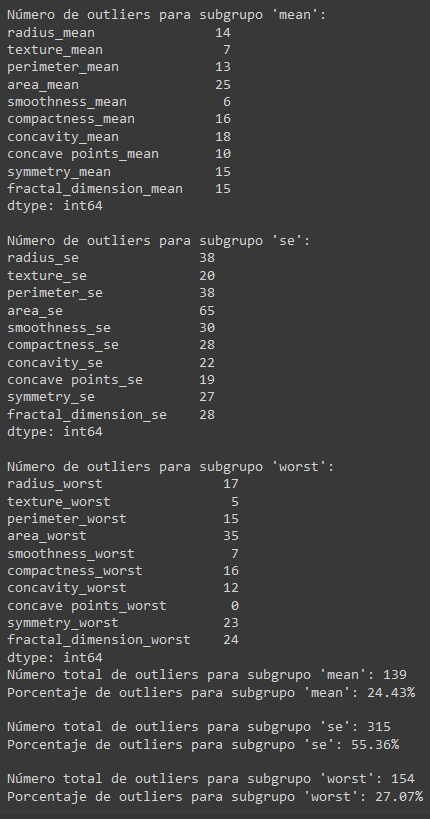 Número de outliers para subgrupo 'mean':
radius_mean 14
texture_mean 7
perimeter_mean 13
area_mean 25
smoothness_mean 6
compactness_mean 16
concavity_mean 18
concave points_mean 10
symmetry_mean 15
fractal_dimension_mean 15
dtype: int64
Número de outliers para subgrupo 'se':
radius_se 38
texture_se 20
perimeter_se 38
area_se 65
smoothness_se 30
compactness_se 28
concavity_se 22
concave points_se 19
symmetry_se 27
fractal_dimension_se 28
dtype: int64
Número de outliers para subgrupo 'worst':
radius_worst 17
texture_worst 5
perimeter_worst 15
area_worst 35
smoothness_worst 7
compactness_worst 16
concavity_worst 12
concave points_worst 0
symmetry_worst 23
fractal_dimension_worst 24
dtype: int64
Número total de outliers para subgrupo 'mean': 139
Porcentaje de outliers para subgrupo 'mean': 24.43%
Número total de outliers para subgrupo 'se': 315
Porcentaje de outliers para subgrupo 'se': 55.36%
Número total de outliers para subgrupo 'worst': 154
Porcentaje de outliers para subgrupo 'worst': 27.07%